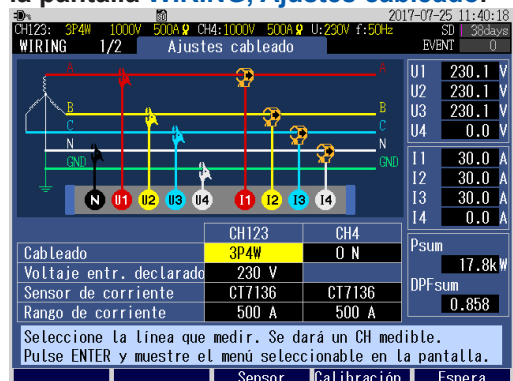 la pantalla WIRING, Ajustes cableado.
2017-07-25 11:40:18
CH123: 3P4W 1000V 500A CH4:1000V 500A U:230V f:50Hz SD 38days
WIRING 1/2 Ajustes cableado EVENT 0
A A
B B
C C
N N
GND GND
N U1 U2 U3 U4 I1 I2 I3 I4
U1 230.1 V
U2 230.1 V
U3 230.1 V
U4 0.0 V
I1 30.0 A
I2 30.0 A
I3 30.0 A
I4 0.0 A
Psum
17.8kW
DPFsum
0.858
CH123 CH4
Cableado 3P4W O N
Voltaje entr. declarado 230 V
Sensor de corriente CT7136 CT7136
Rango de corriente 500 A 500 A
Seleccione la línea que medir. Se dará un CH medible.
Pulse ENTER y muestre el menú seleccionable en la pantalla.
Sensor Calibración Espera